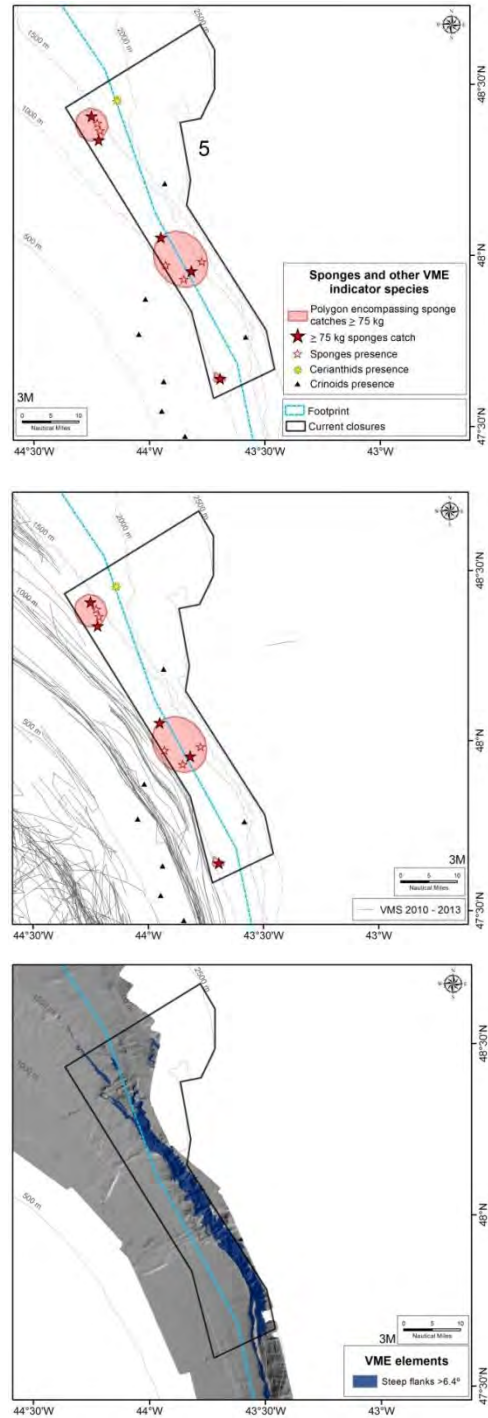 2500 m
1500 m
2000 m
1000 m
500 m
5
48°30'N
48°N
47°30'N
Sponges and other VME
indicator species
Polygon encompassing sponge
catches ≥ 75 kg
≥ 75 kg sponges catch
Sponges presence
Cerianthids presence
Crinoids presence
Footprint
Current closures
3M
0 5 10
Nautical Miles
44°30'W 44°W 43°30'W 43°W
2500 m
1500 m
2000 m
1000 m
500 m
48°30'N
48°N
47°30'N
3M
0 5 10
Nautical Miles
VMS 2010 - 2013
44°30'W 44°W 43°30'W 43°W
2500 m
1000 m
500 m
48°30'N
48°N
47°30'N
3M
0 5 10
Nautical Miles
VME elements
Steep flanks >6.4°
44°30'W 44°W 43°30'W 43°W